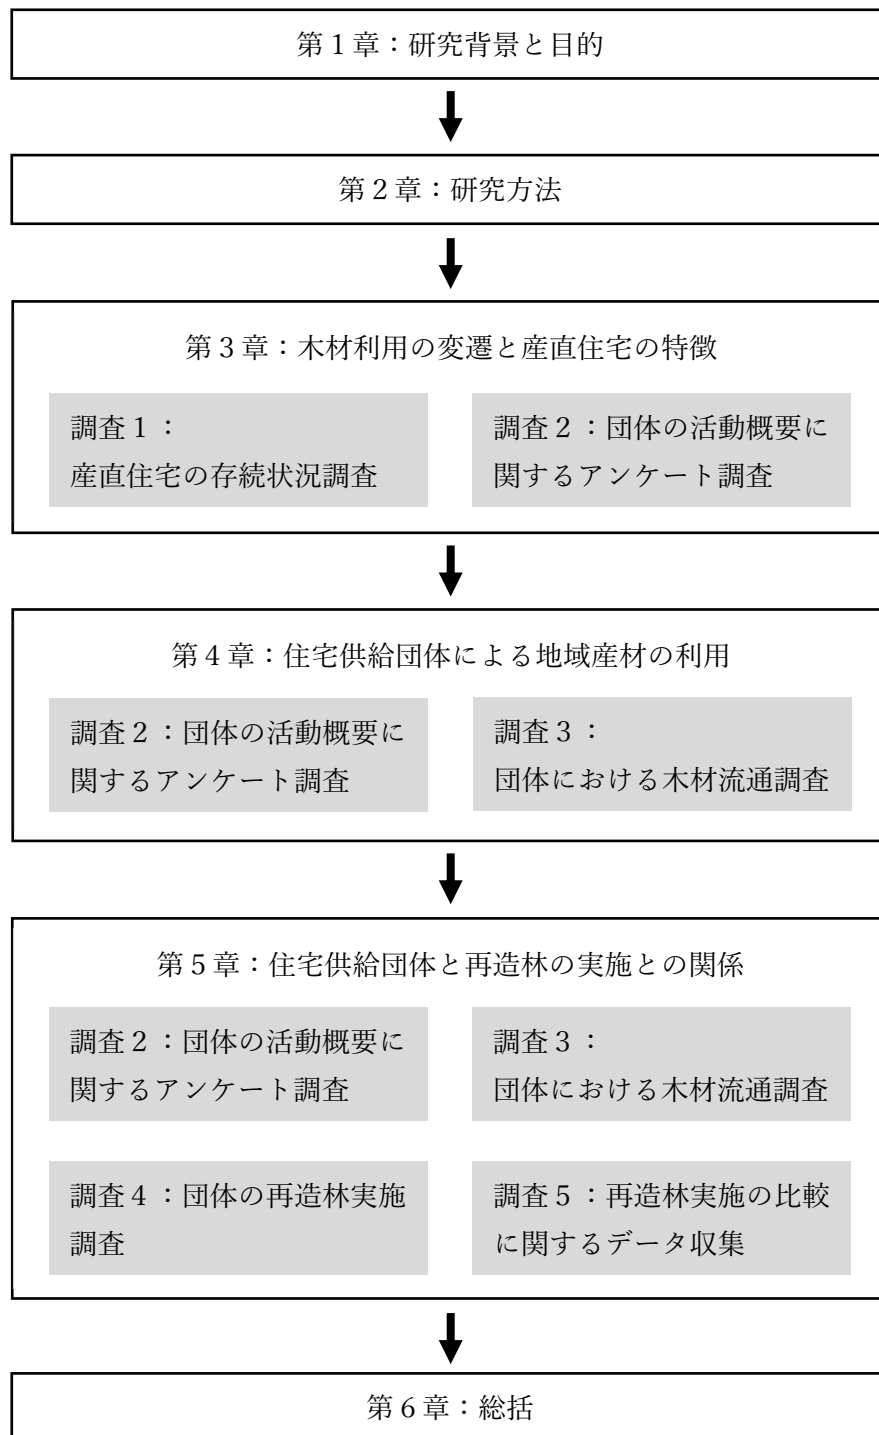 第１章：研究背景と目的
第２章：研究方法
第３章：木材利用の変遷と産直住宅の特徴
調査１：
産直住宅の存続状況調査
調査２：団体の活動概要に
関するアンケート調査
第４章：住宅供給団体による地域産材の利用
調査２：団体の活動概要に
関するアンケート調査
調査３：
団体における木材流通調査
第５章：住宅供給団体と再造林の実施との関係
調査２：団体の活動概要に
関するアンケート調査
調査３：
団体における木材流通調査
調査４：団体の再造林実施
調査
調査５：再造林実施の比較
に関するデータ収集
第６章：総括